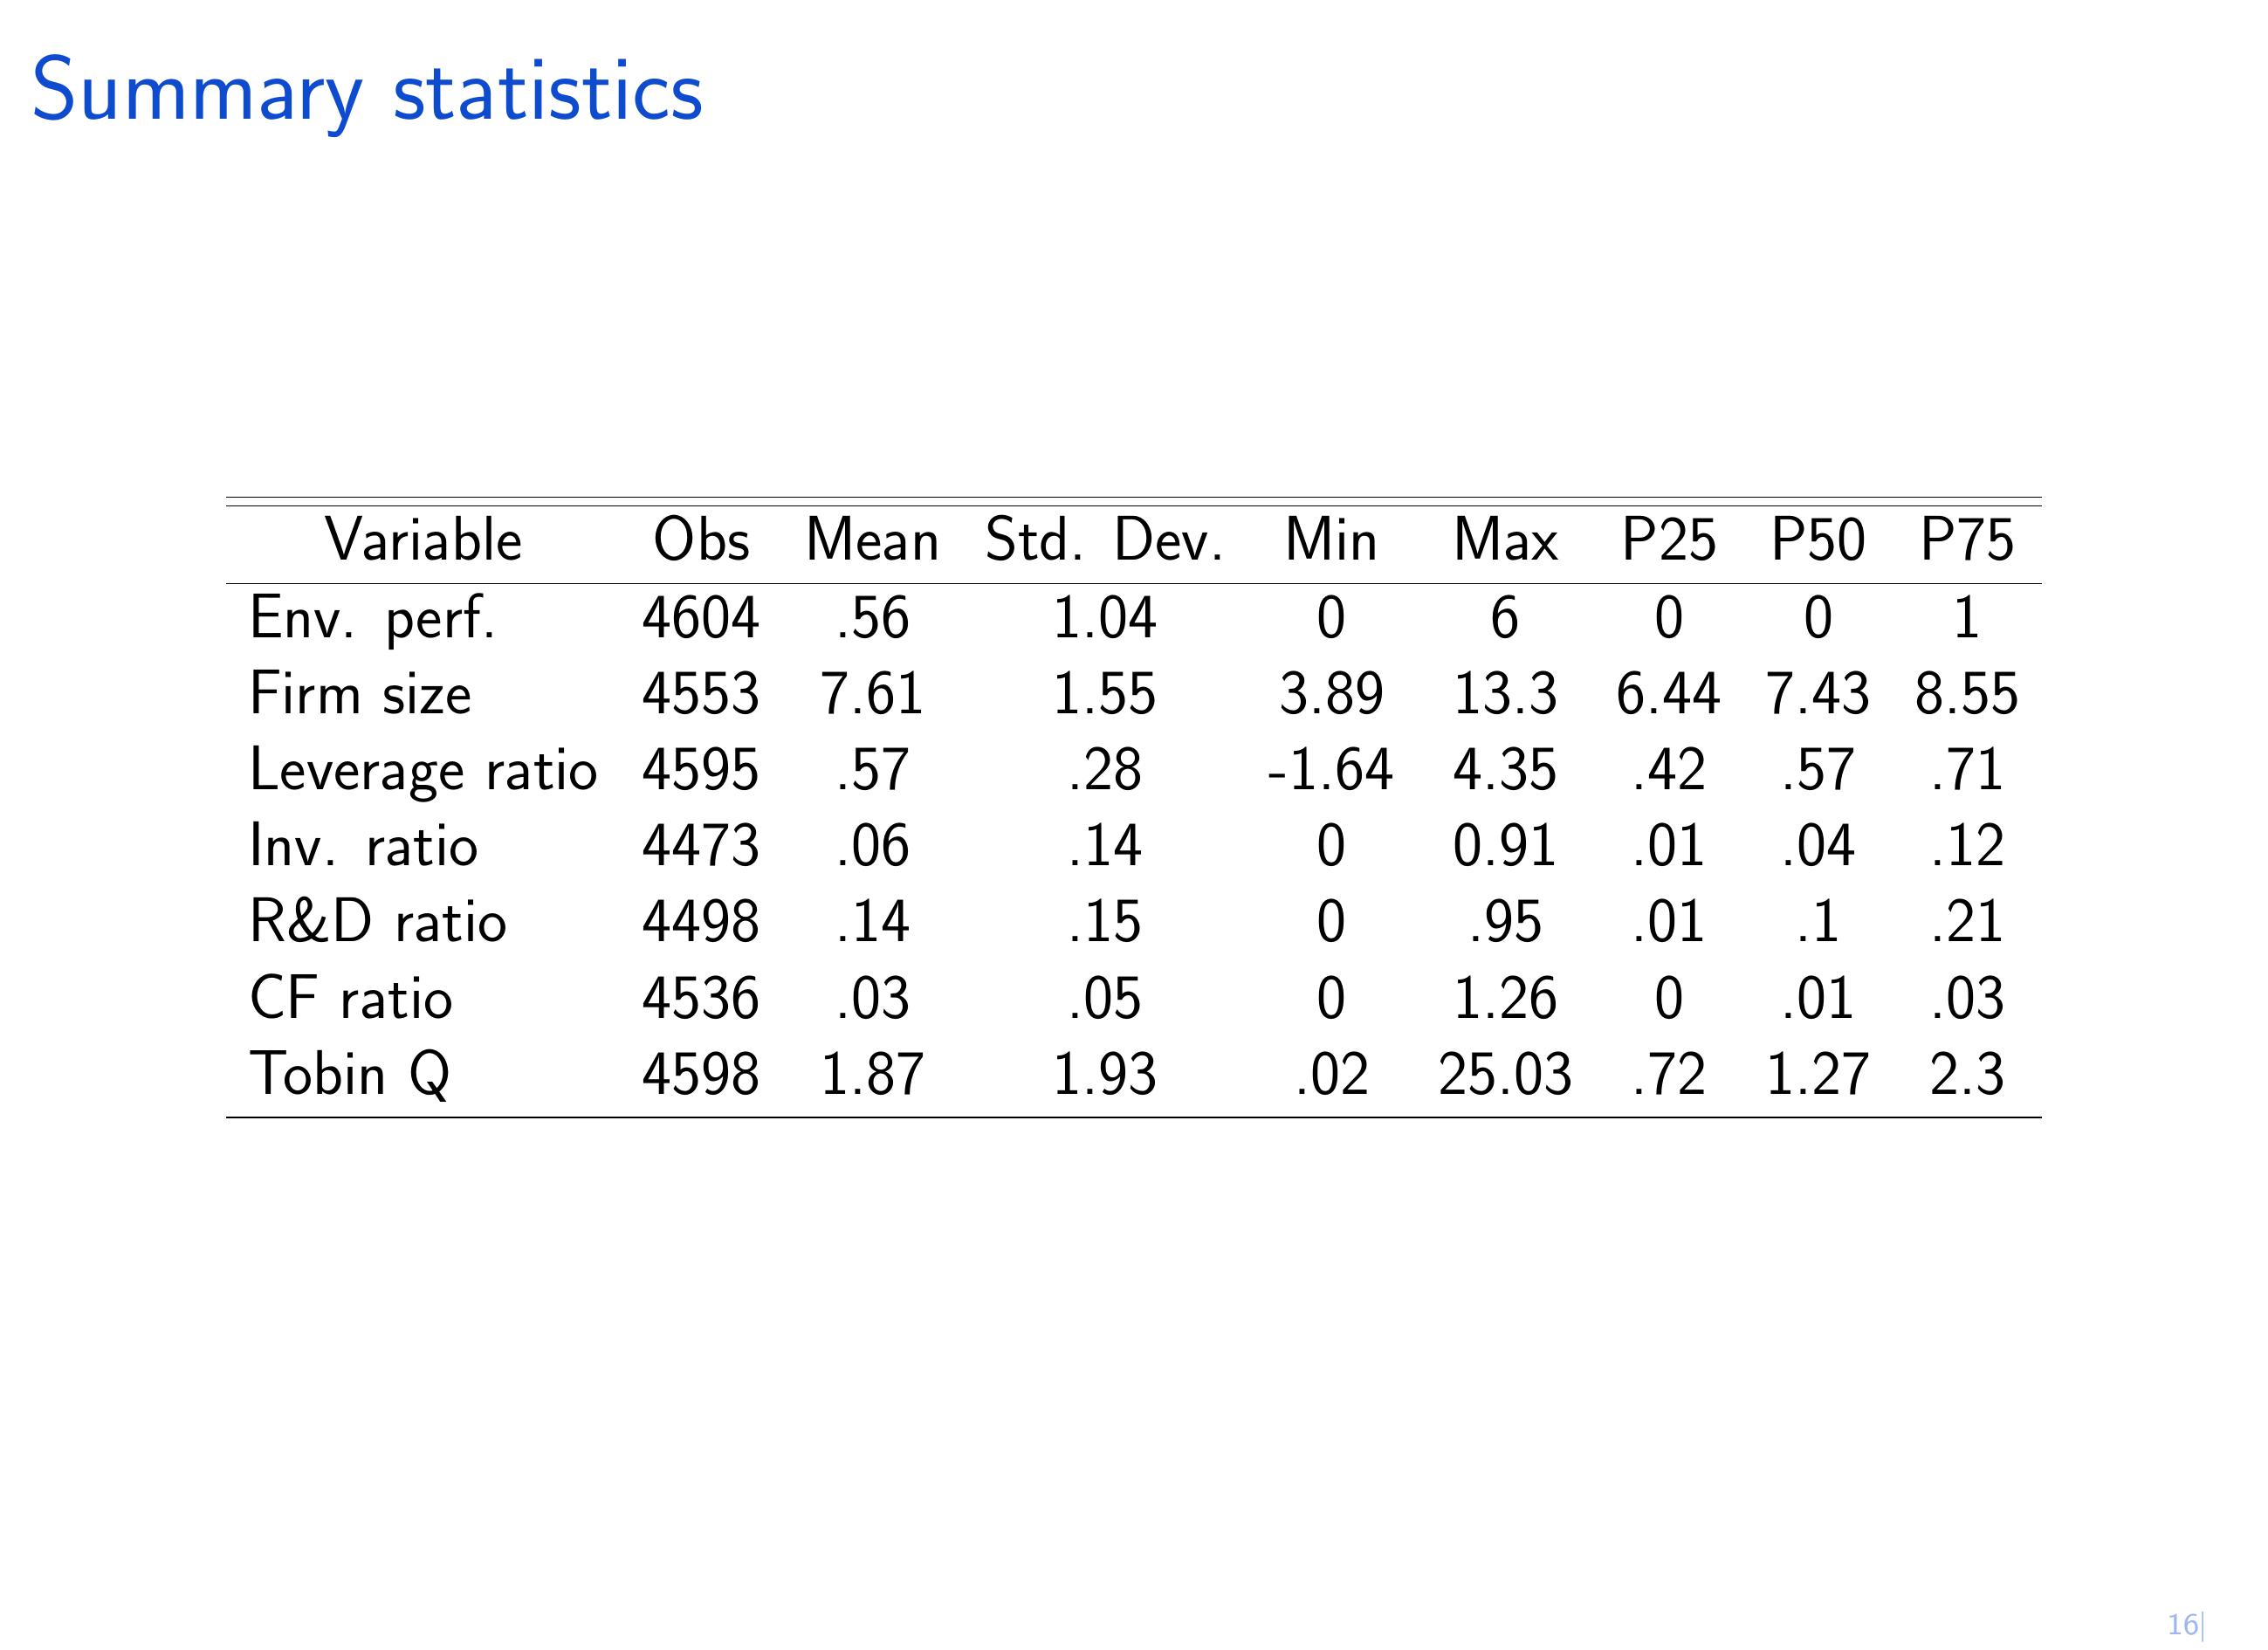 Summary statistics
Variable Obs Mean Std. Dev. Min Max P25 P50 P75
Env. perf. 4604 .56 1.04 0 6 0 0 1
Firm size 4553 7.61 1.55 3.89 13.3 6.44 7.43 8.55
Leverage ratio 4595 .57 .28 -1.64 4.35 .42 .57 .71
Inv. ratio 4473 .06 .14 0 0.91 .01 .04 .12
R&D ratio 4498 .14 .15 0 .95 .01 .1 .21
CF ratio 4536 .03 .05 0 1.26 0 .01 .03
Tobin Q 4598 1.87 1.93 .02 25.03 .72 1.27 2.3
16|